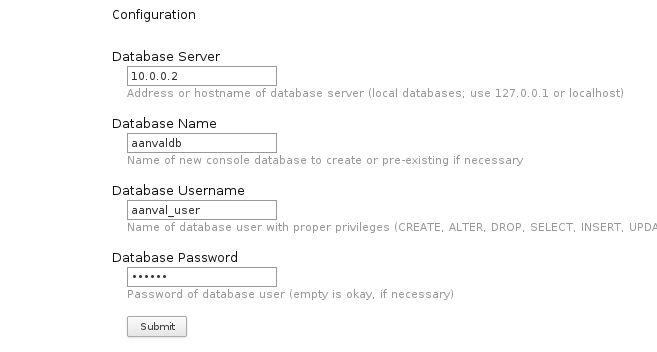 Configuration
Database Server
10.0.0.2
Address or hostname of database server (local databases; use 127.0.0.1 or localhost)
Database Name
aanvaldb
Name of new console database to create or pre-existing if necessary
Database Username
aanval_user
Name of database user with proper privileges (CREATE, ALTER, DROP, SELECT, INSERT, UPDA
Database Password
••••••
Password of database user (empty is okay, if necessary)
Submit